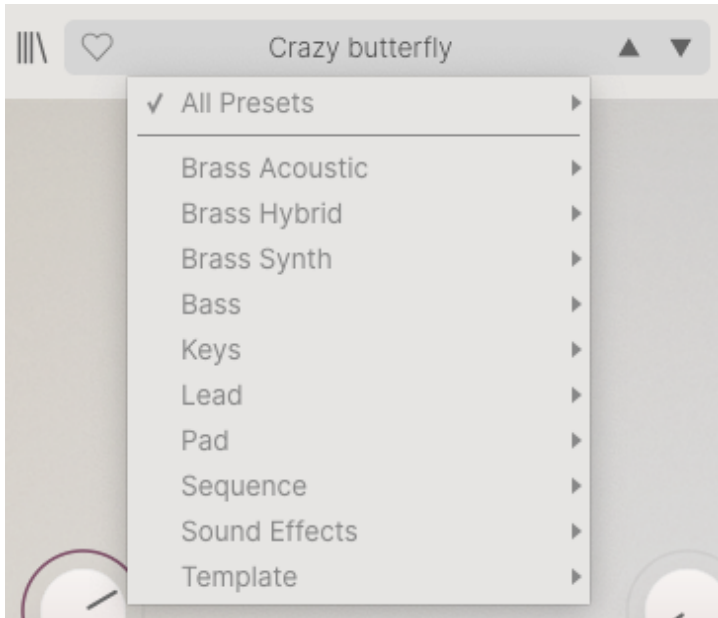 Crazy butterfly
All Presets
Brass Acoustic
Brass Hybrid
Brass Synth
Bass
Keys
Lead
Pad
Sequence
Sound Effects
Template